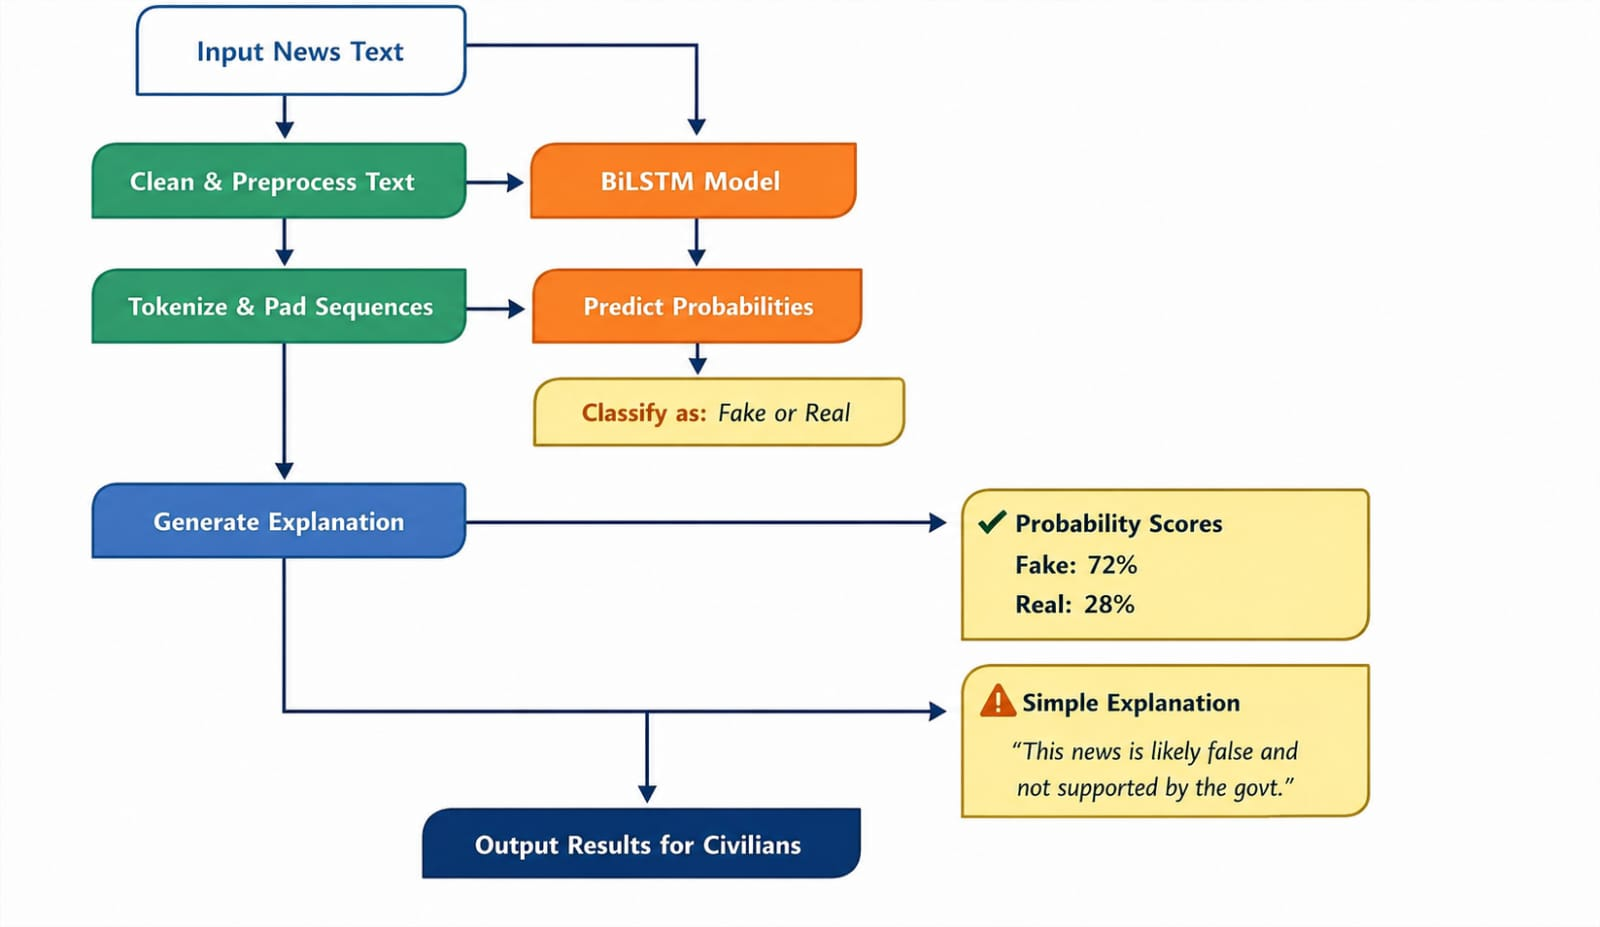 Input News Text
Clean & Preprocess Text
BiLSTM Model
Tokenize & Pad Sequences
Predict Probabilities
Classify as: Fake or Real
Generate Explanation
Probability Scores
Fake: 72%
Real: 28%
Simple Explanation
“This news is likely false and
not supported by the govt.”
Output Results for Civilians